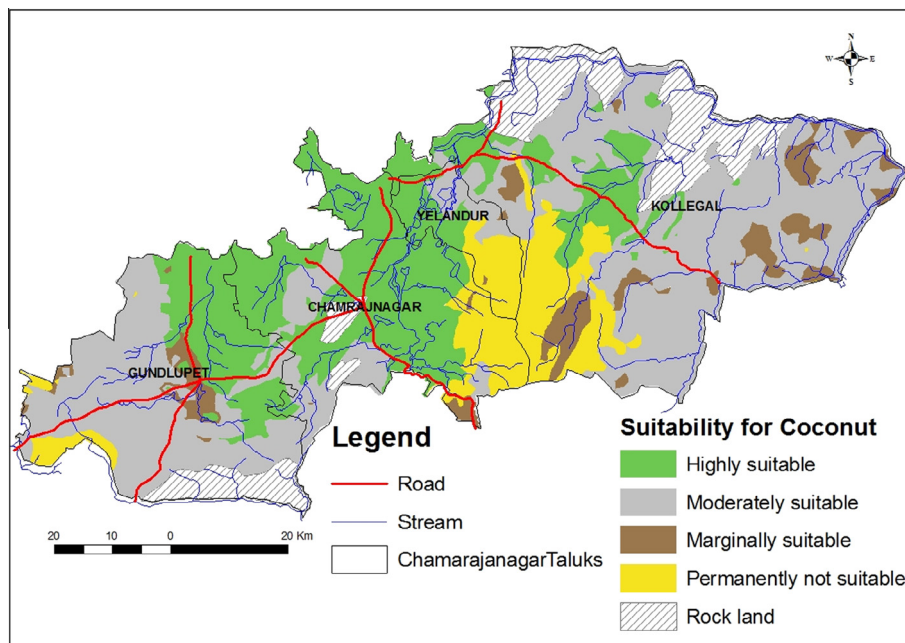 N
W E
S
YELANDUR
KOLLEGAL
CHAMRAJNAGAR
GUNDLUPET
Legend
Road
Stream
ChamarajanagarTaluks
20 10 0 20 Km
Suitability for Coconut
Highly suitable
Moderately suitable
Marginally suitable
Permanently not suitable
Rock land